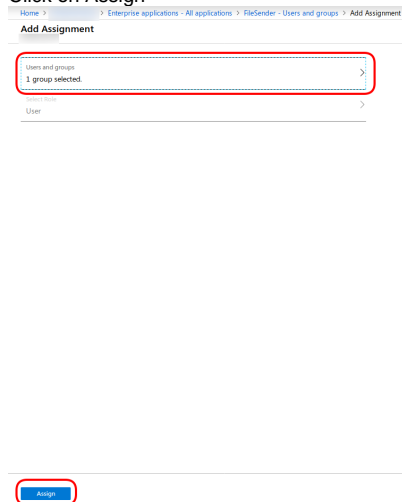 Click on Assign
Home > > Enterprise applications - All applications > FileSender - Users and groups > Add Assignment
Add Assignment
Users and groups
1 group selected.
Select Role
User
Assign